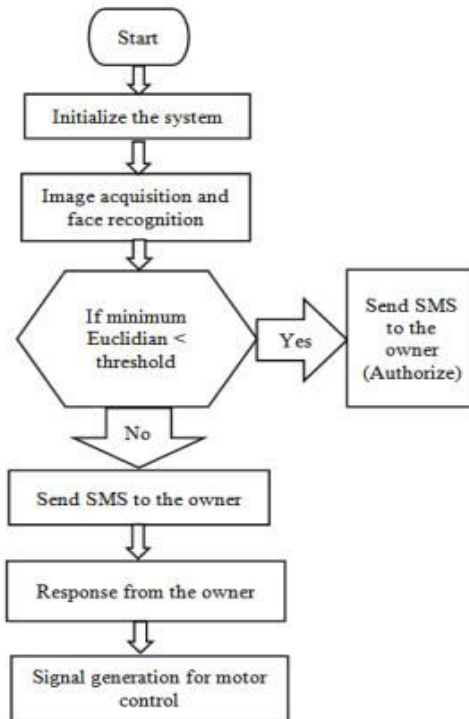 Start
Initialize the system
Image acquisition and
face recognition
If minimum
Euclidian <
threshold
Yes
Send SMS
to the
owner
(Authorize)
No
Send SMS to the owner
Response from the owner
Signal generation for motor
control